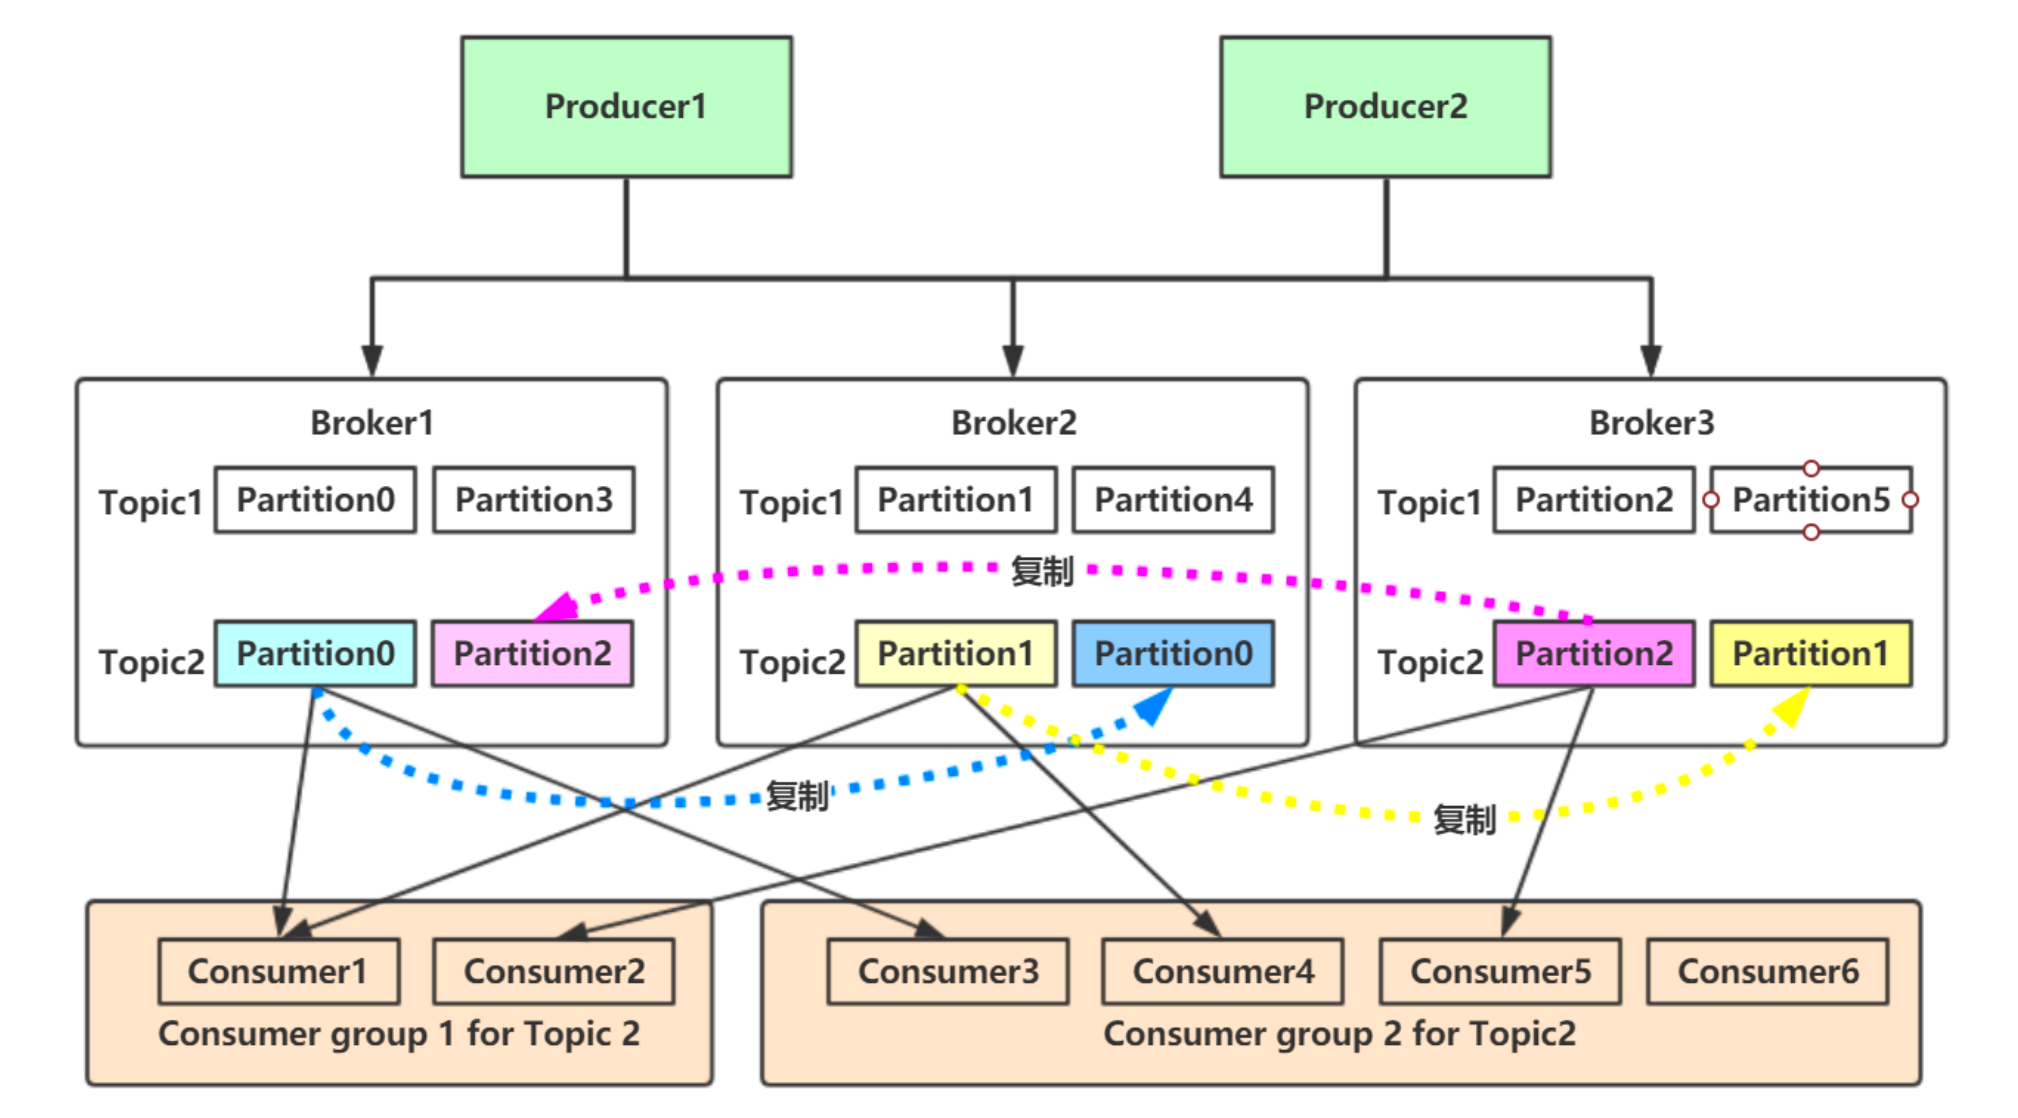 Producer1
Producer2
Broker1
Broker2
Broker3
Topic1 Partition0 Partition3
Topic1 Partition1 Partition4
Topic1 Partition2 Partition5
复制
Topic2 Partition0 Partition2
Topic2 Partition1 Partition0
Topic2 Partition2 Partition1
复制
复制
Consumer1
Consumer2
Consumer group 1 for Topic 2
Consumer3
Consumer4
Consumer5
Consumer6
Consumer group 2 for Topic2